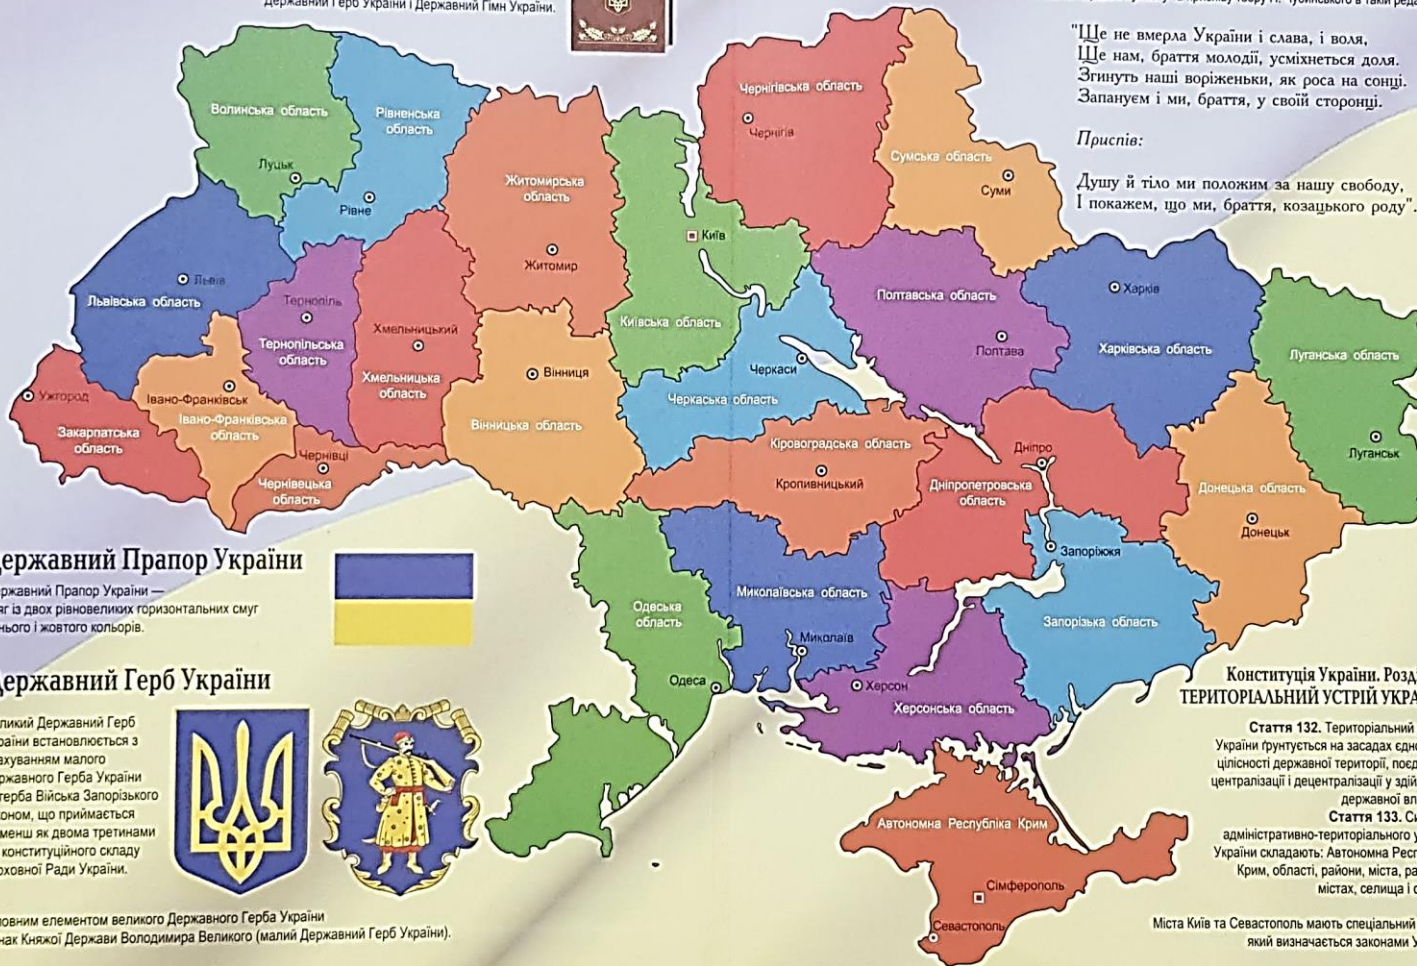 Державний Герб України і Державний Гімн України.
"Ще не вмерла України і слава, і воля,
Ще нам, браття молодії, усміхнеться доля.
Згинуть наші воріженьки, як роса на сонці.
Запануєм і ми, браття, у своїй сторонці.
Приспів:
Душу й тіло ми положим за нашу свободу,
І покажем, що ми, браття, козацького роду".
Волинська область
Луцьк
Рівненська
область
Рівне
Житомирська
область
Житомир
Чернігівська область
Чернігів
Сумська область
Суми
Київ
Київська область
Львів
Львівська область
Тернопіль
Тернопільська
область
Хмельницький
Хмельницька
область
Вінниця
Вінницька область
Черкаси
Черкаська область
Полтавська область
Полтава
Харків
Харківська область
Луганська область
Луганськ
Ужгород
Закарпатська
область
Івано-Франківськ
Івано-Франківська
область
Чернівці
Чернівецька
область
Кіровоградська область
Кропивницький
Дніпро
Дніпропетровська
область
Донецька область
Донецьк
Запоріжжя
Запорізька область
Одеська
область
Одеса
Миколаївська область
Миколаїв
Херсон
Херсонська область
Автономна Республіка Крим
Сімферополь
Севастополь
Державний Прапор України
Державний Прапор України —
із двох рівновеликих горизонтальних смуг
і жовтого кольорів.
Державний Герб України
Державний Герб
встановлюється з
малого
Герба України
герба Війська Запорізького
що приймається
менш як двома третинами
конституційного складу
Ради України.
елементом великого Державного Герба України
Княжої Держави Володимира Великого (малий Державний Герб України).
Конституція України.
ТЕРИТОРІАЛЬНИЙ УСТРІЙ
Стаття 132. Територіальний
України ґрунтується на засадах
цілісності державної території,
централізації і децентралізації у
державної
Стаття 133.
адміністративно-територіального
України складають: Автономна
Крим, області, райони, міста,
містах, селища і
Міста Київ та Севастополь мають спеціальний
який визначається законами